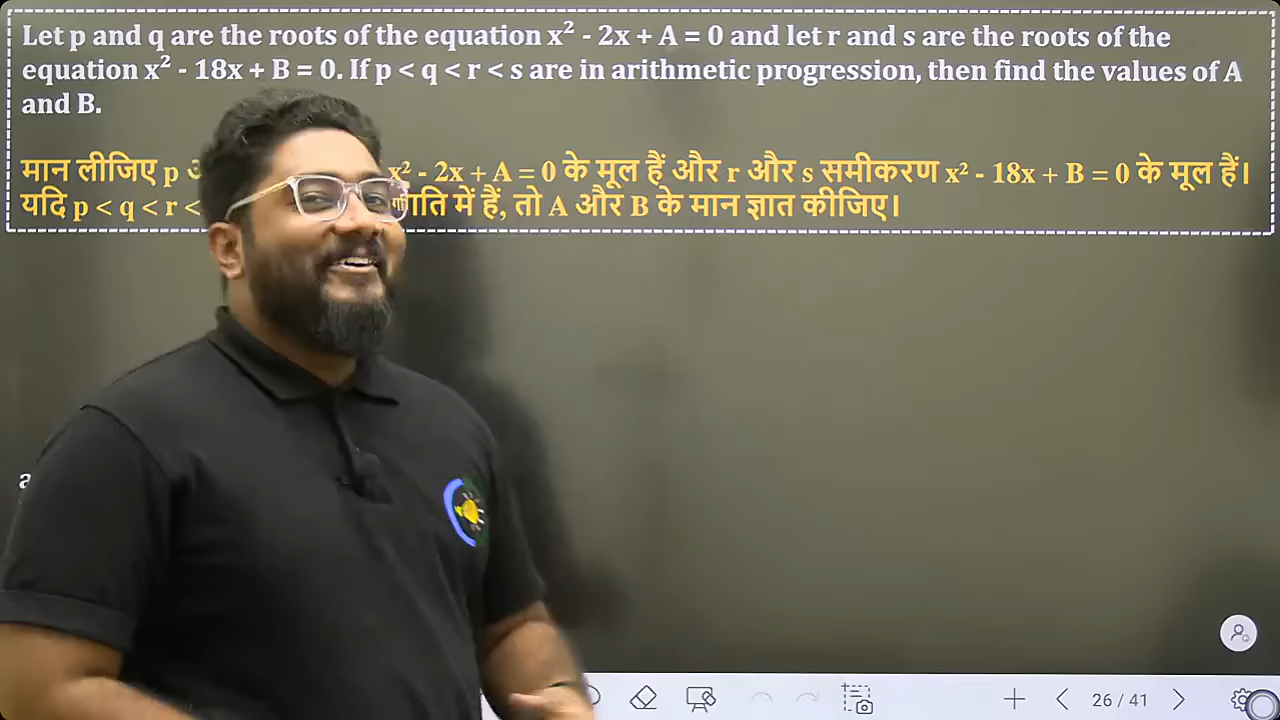 Let p and q are the roots of the equation x² - 2x + A = 0 and let r and s are the roots of the
equation x² - 18x + B = 0. If p < q < r < s are in arithmetic progression, then find the values of A
and B.
मान लीजिए p x² - 2x + A = 0 के मूल हैं और r और s समीकरण x² - 18x + B = 0 के मूल हैं।
यदि p < q < r < में हैं, तो A और B के मान ज्ञात कीजिए।
a
26 / 41